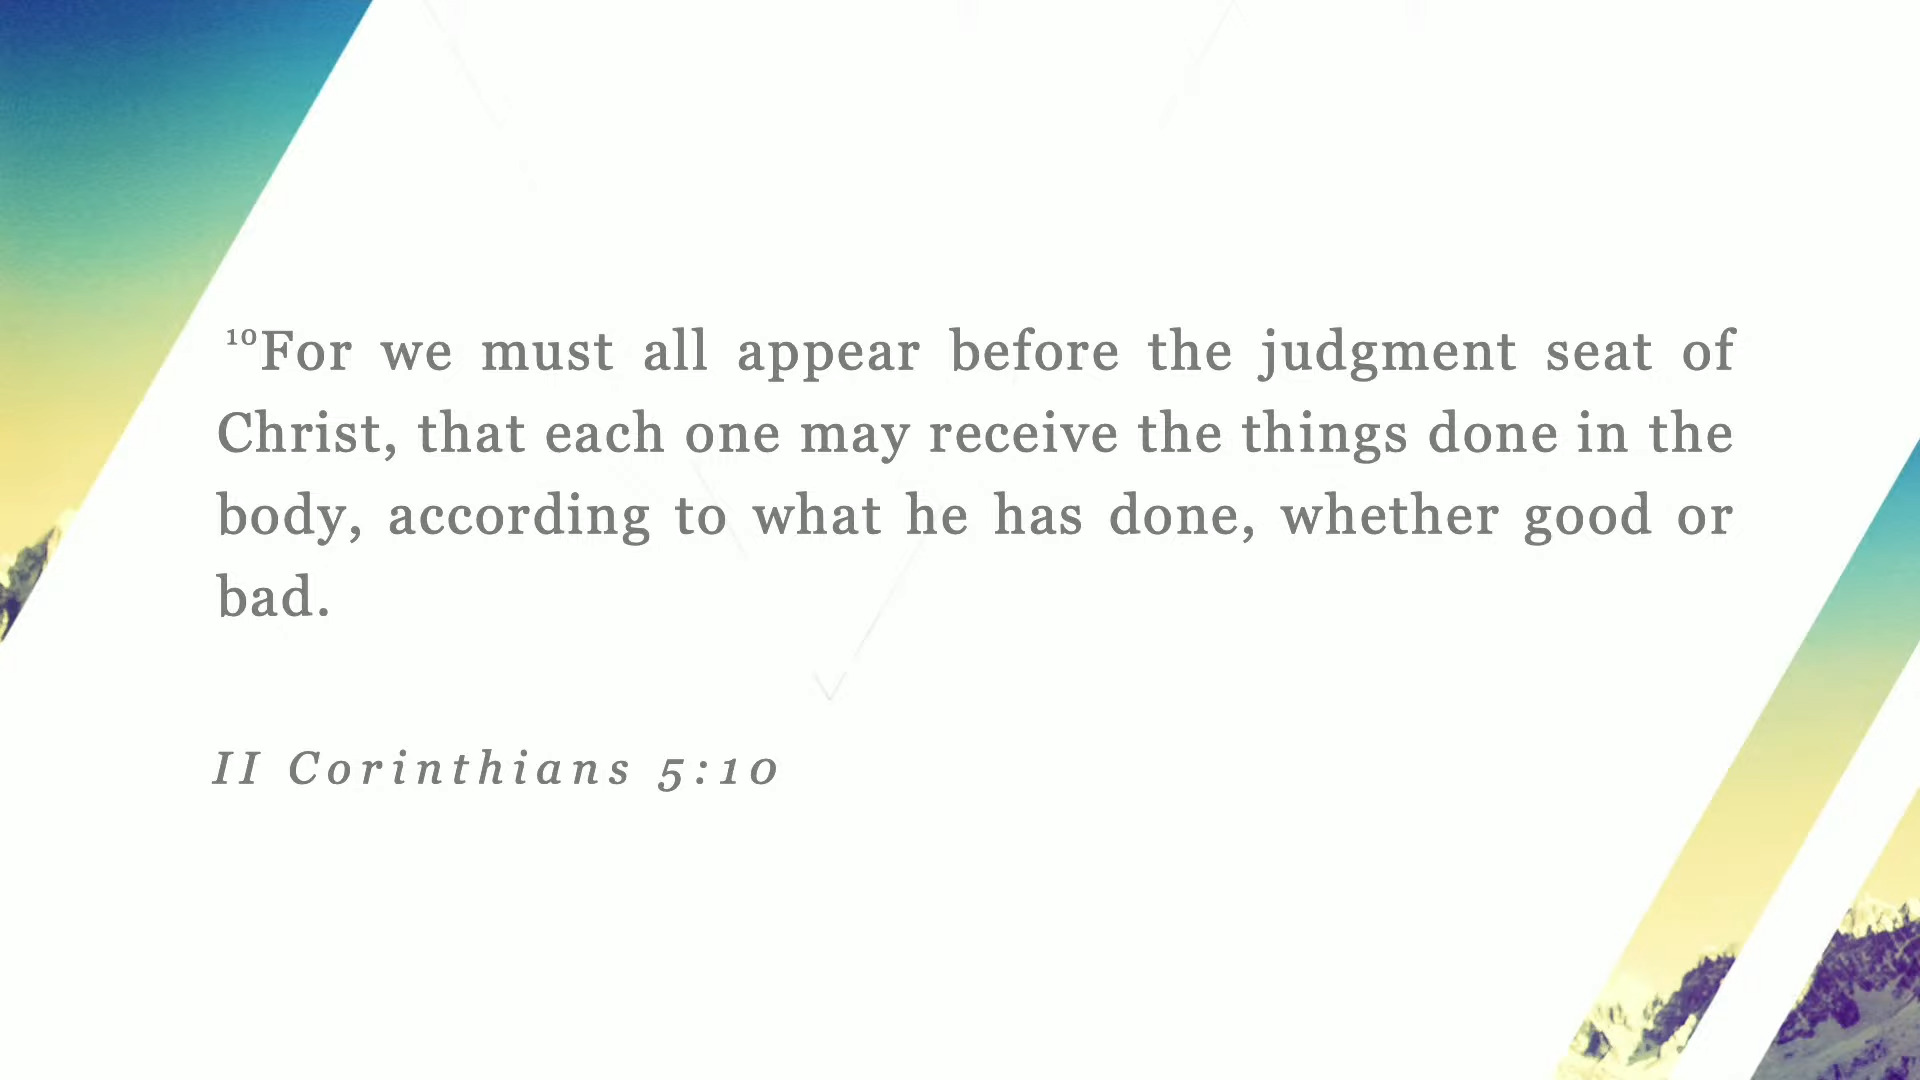 ¹⁰For we must all appear before the judgment seat of
Christ, that each one may receive the things done in the
body, according to what he has done, whether good or
bad.
II Corinthians 5:10